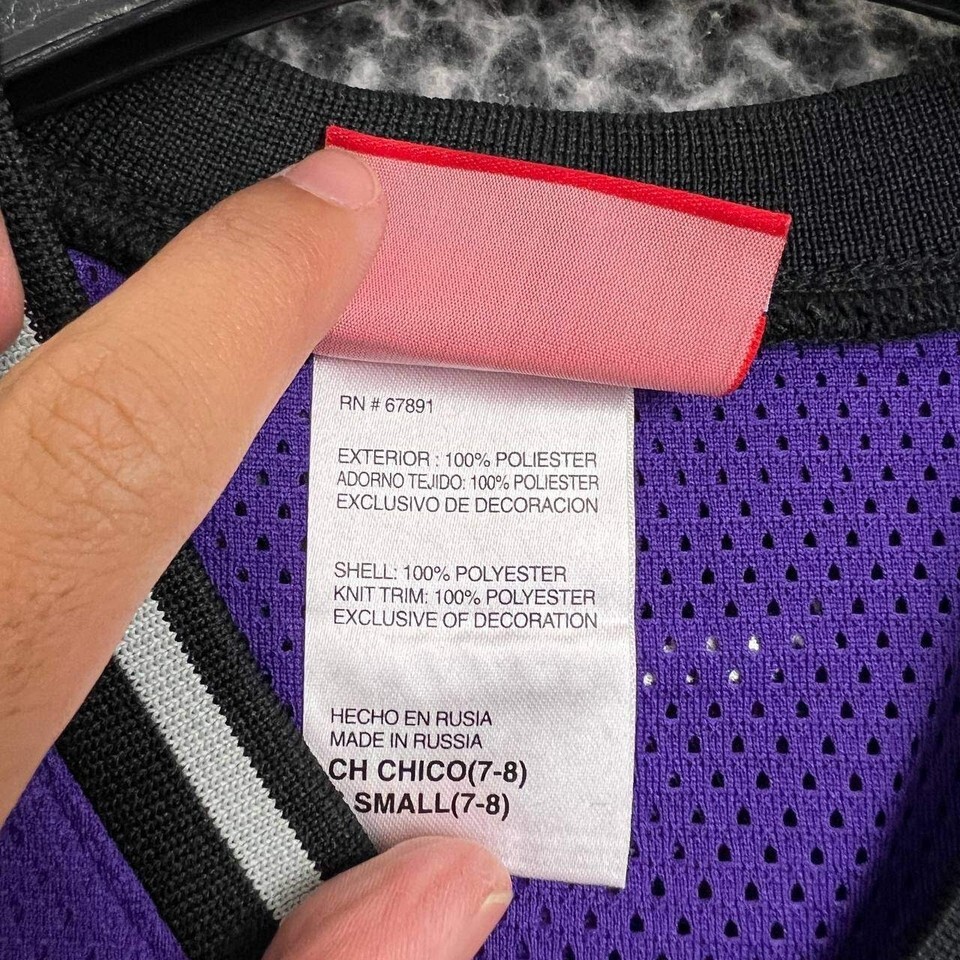 RN # 67891
EXTERIOR : 100% POLIESTER
ADORNO TEJIDO: 100% POLIESTER
EXCLUSIVO DE DECORACION
SHELL: 100% POLYESTER
KNIT TRIM: 100% POLYESTER
EXCLUSIVE OF DECORATION
HECHO EN RUSIA
MADE IN RUSSIA
CH CHICO(7-8)
SMALL(7-8)